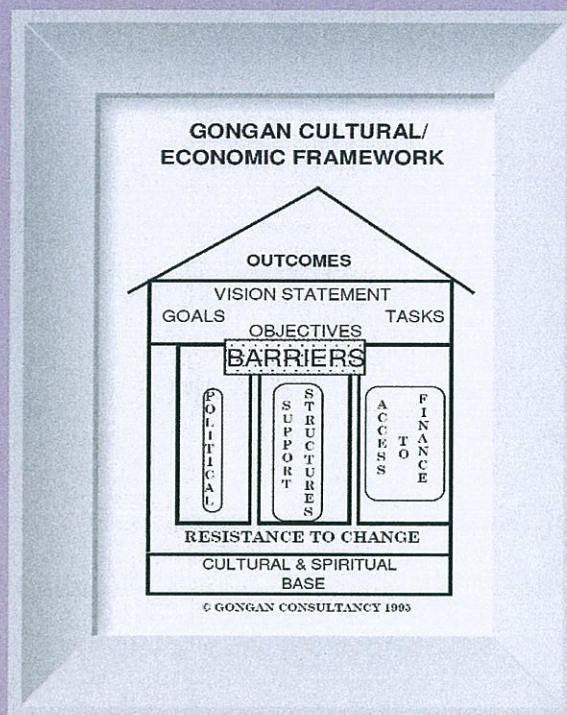 GONGAN CULTURAL/
ECONOMIC FRAMEWORK
OUTCOMES
VISION STATEMENT
GOALS TASKS
OBJECTIVES
BARRIERS
POLITICAL
SUPPORT
STRUCTURES
ACCESS
TO
FINANCE
RESISTANCE TO CHANGE
CULTURAL & SPIRITUAL
BASE
© GONGAN CONSULTANCY 1995